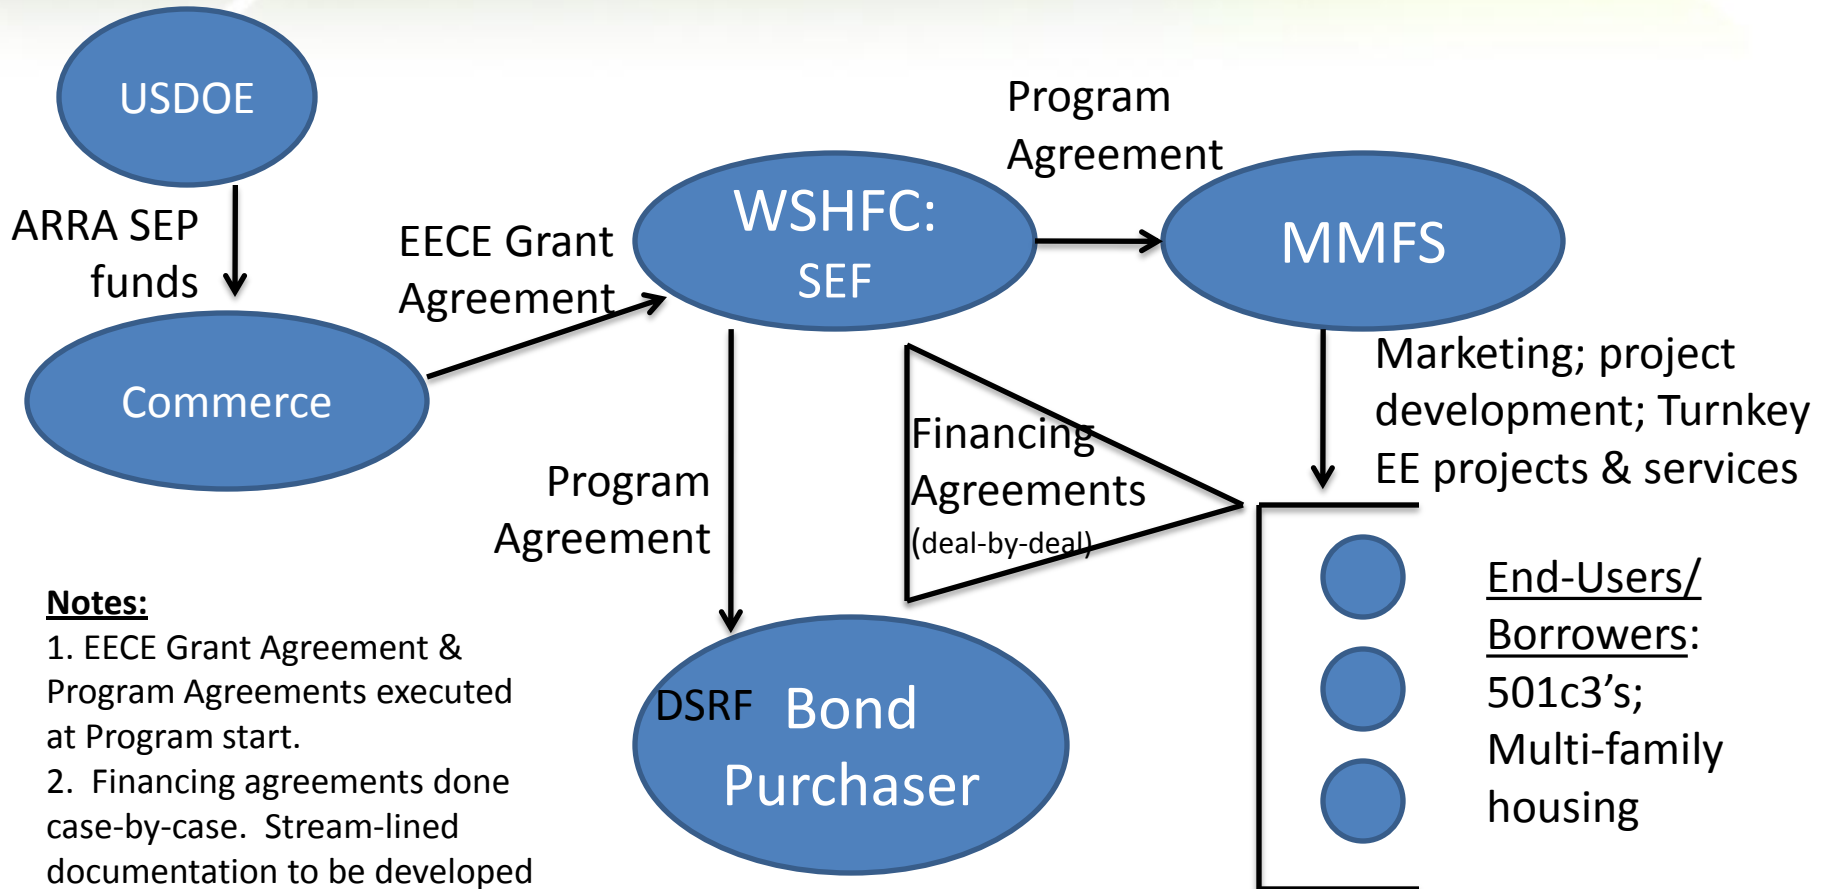 USDOE
ARRA SEP
funds
Commerce
EECE Grant
Agreement
WSHFC:
SEF
Program
Agreement
MMFS
Marketing; project
development; Turnkey
EE projects & services
Financing
Agreements
(deal-by-deal)
Program
Agreement
DSRF
Bond
Purchaser
End-Users/
Borrowers:
501c3’s;
Multi-family
housing
Notes:
1. EECE Grant Agreement &
Program Agreements executed
at Program start.
2.  Financing agreements done
case-by-case.  Stream-lined
documentation to be developed